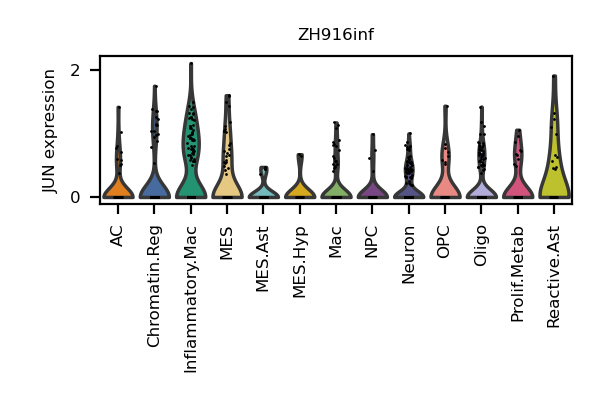 ZH916inf
JUN expression
2
0
AC
Chromatin.Reg
Inflammatory.Mac
MES
MES.Ast
MES.Hyp
Mac
NPC
Neuron
OPC
Oligo
Prolif.Metab
Reactive.Ast